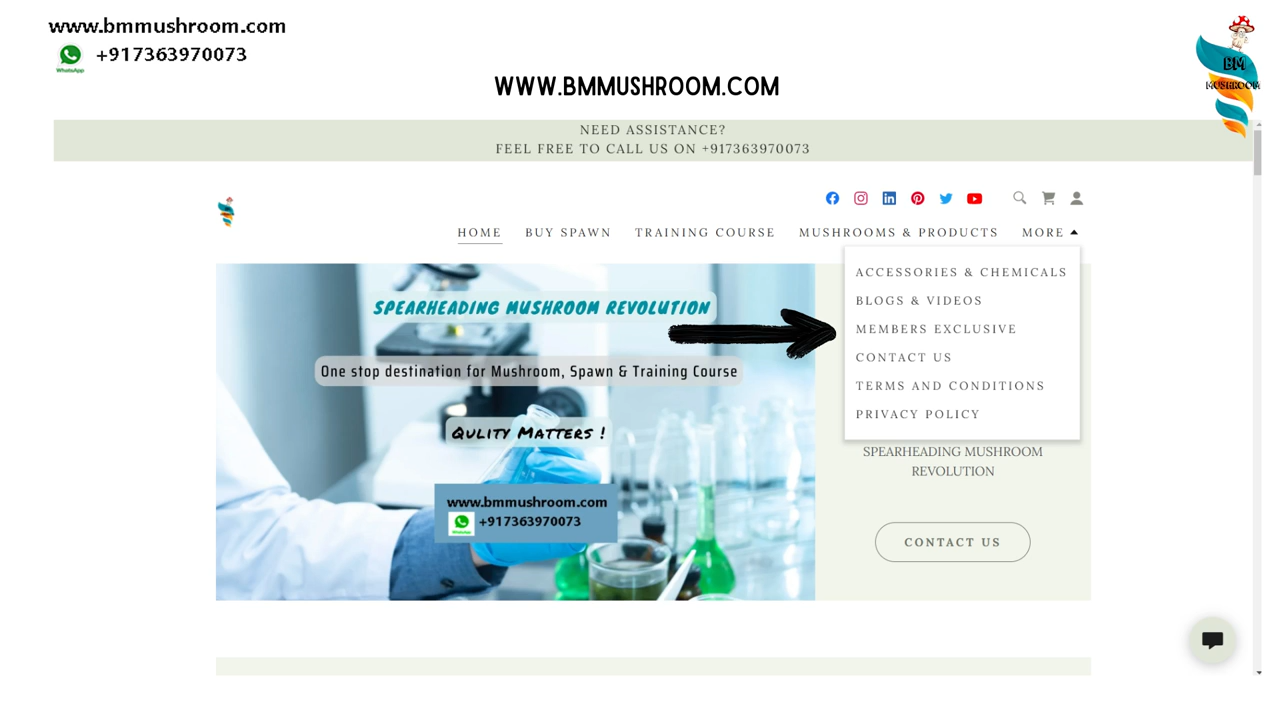 www.bmmushroom.com
WhatsApp
+917363970073
BM
MUSHROOM
WWW.BMMUSHROOM.COM
NEED ASSISTANCE?
FEEL FREE TO CALL US ON +917363970073
HOME BUY SPAWN TRAINING COURSE MUSHROOMS & PRODUCTS MORE
ACCESSORIES & CHEMICALS
BLOGS & VIDEOS
MEMBERS EXCLUSIVE
CONTACT US
TERMS AND CONDITIONS
PRIVACY POLICY
SPEARHEADING MUSHROOM REVOLUTION
One stop destination for Mushroom, Spawn & Training Course
QULITY MATTERS !
www.bmmushroom.com
WhatsApp
+917363970073
SPEARHEADING MUSHROOM
REVOLUTION
CONTACT US